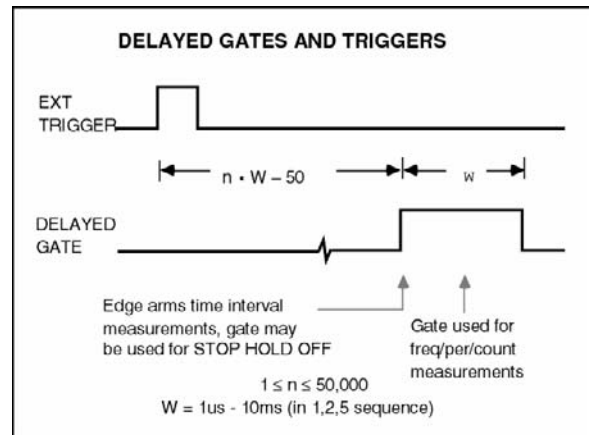 DELAYED GATES AND TRIGGERS
EXT
TRIGGER
n • W – 50
W
DELAYED
GATE
Edge arms time interval
measurements, gate may
be used for STOP HOLD OFF
Gate used for
freq/per/count
measurements
1 ≤ n ≤ 50,000
W = 1us - 10ms (in 1,2,5 sequence)